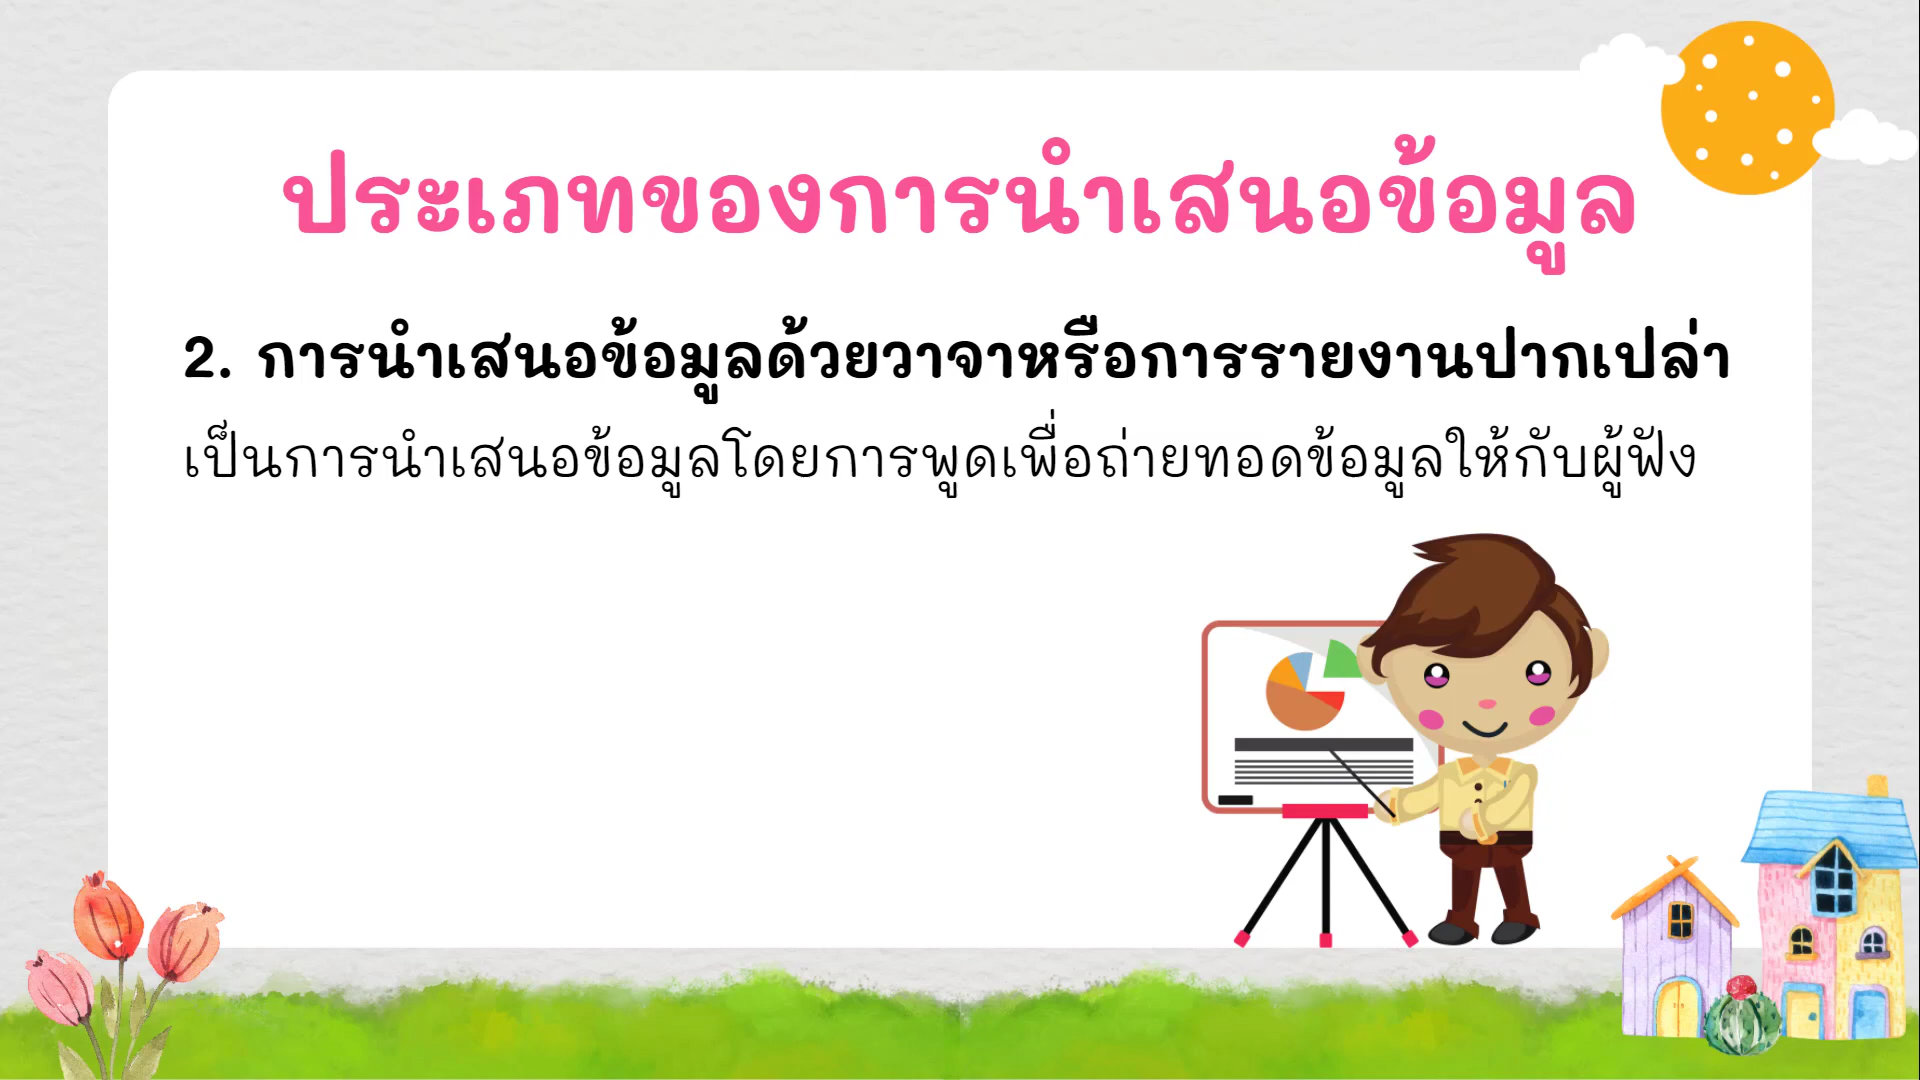 ประเภทของการนำเสนอข้อมูล
2. การนำเสนอข้อมูลด้วยวาจาหรือการรายงานปากเปล่า
เป็นการนำเสนอข้อมูลโดยการพูดเพื่อถ่ายทอดข้อมูลให้กับผู้ฟัง